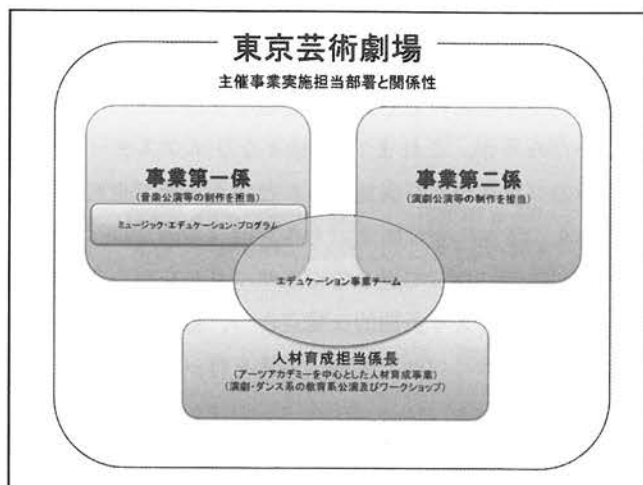 東京芸術劇場
主催事業実施担当部署と関係性
事業第一係
(音楽公演等の制作を担当)
ミュージック・エデュケーション・プログラム
事業第二係
(演劇公演等の制作を担当)
エデュケーション事業チーム
人材育成担当係長
(アーツアカデミーを中心とした人材育成事業)
(演劇・ダンス系の教育系公演及びワークショップ)